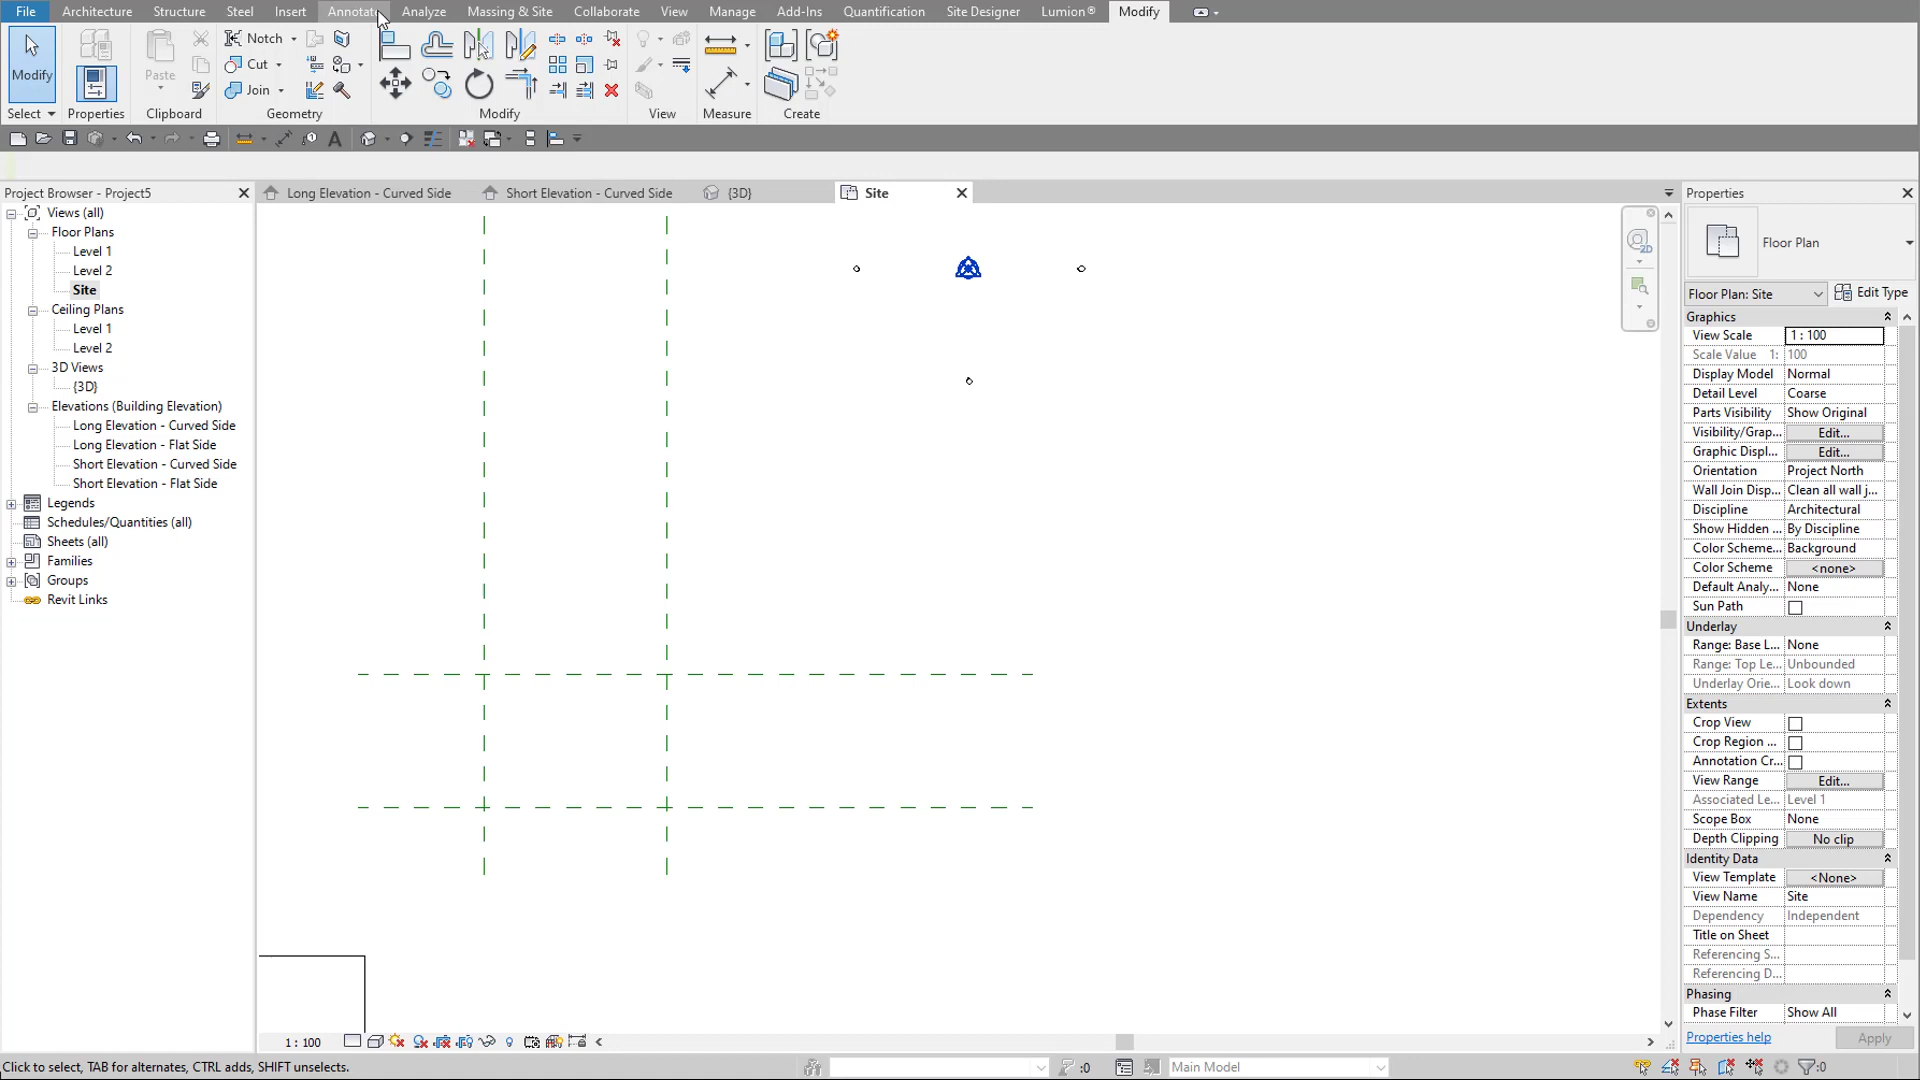 File Architecture Structure Steel Insert Annotate Analyze Massing & Site Collaborate View Manage Add-Ins Quantification Site Designer Lumion® Modify
Notch
Cut
Join
Modify Paste
Select Properties Clipboard Geometry Modify View Measure Create
Project Browser - Project5
Long Elevation - Curved Side Short Elevation - Curved Side {3D} Site
Properties
Views (all)
Floor Plans
Level 1
Level 2
Site
Ceiling Plans
Level 1
Level 2
3D Views
{3D}
Elevations (Building Elevation)
Long Elevation - Curved Side
Long Elevation - Flat Side
Short Elevation - Curved Side
Short Elevation - Flat Side
Legends
Schedules/Quantities (all)
Sheets (all)
Families
Groups
Revit Links
2D
Floor Plan
Floor Plan: Site Edit Type
Graphics
View Scale 1 : 100
Scale Value 1: 100
Display Model Normal
Detail Level Coarse
Parts Visibility Show Original
Visibility/Grap... Edit...
Graphic Displ... Edit...
Orientation Project North
Wall Join Disp... Clean all wall j...
Discipline Architectural
Show Hidden ... By Discipline
Color Scheme... Background
Color Scheme <none>
Default Analy... None
Sun Path
Underlay
Range: Base L... None
Range: Top Le... Unbounded
Underlay Orie... Look down
Extents
Crop View
Crop Region ...
Annotation Cr...
View Range Edit...
Associated Le... Level 1
Scope Box None
Depth Clipping No clip
Identity Data
View Template <None>
View Name Site
Dependency Independent
Title on Sheet
Referencing S...
Referencing D...
Phasing
Phase Filter Show All
Properties help Apply
1 : 100
Click to select, TAB for alternates, CTRL adds, SHIFT unselects. :0 Main Model :0